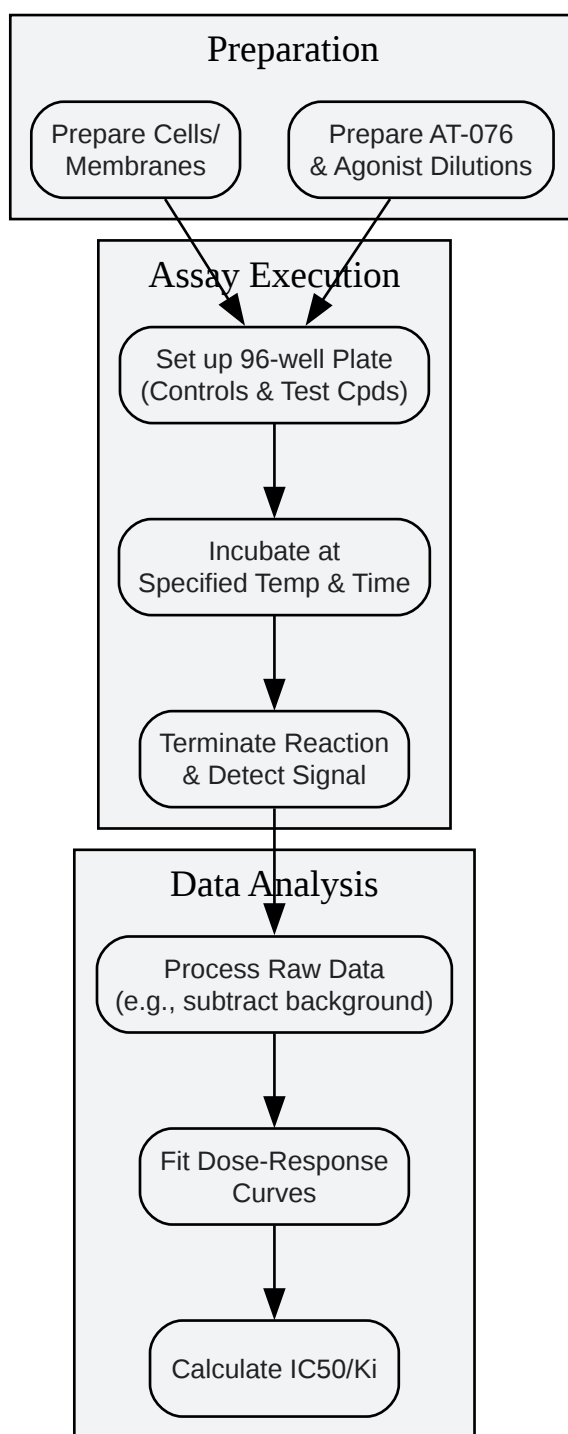 Preparation
Prepare Cells/
Membranes
Prepare AT-076
& Agonist Dilutions
Assay Execution
Set up 96-well Plate
(Controls & Test Cpds)
Incubate at
Specified Temp & Time
Terminate Reaction
& Detect Signal
Data Analysis
Process Raw Data
(e.g., subtract background)
Fit Dose-Response
Curves
Calculate IC50/Ki